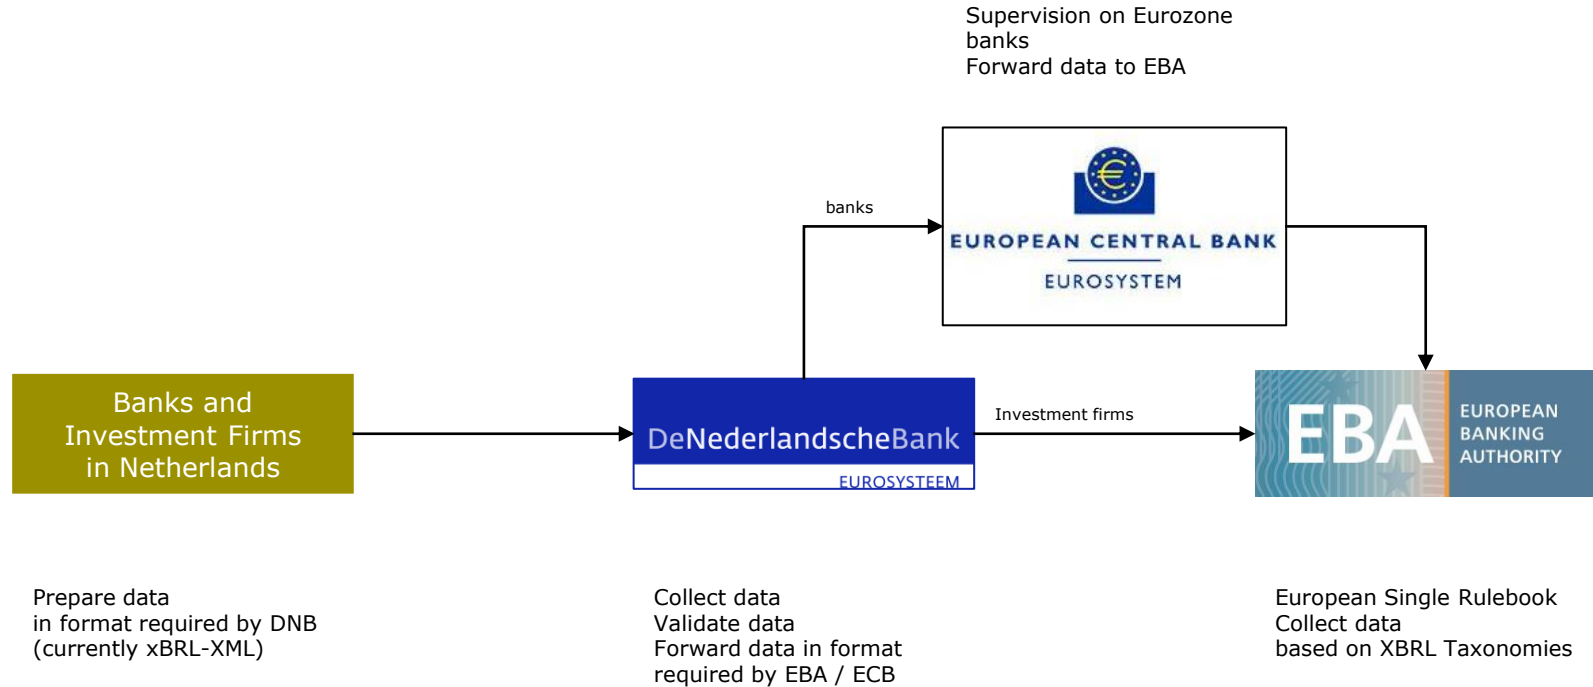 Supervision on Eurozone
banks
Forward data to EBA
banks
EUROPEAN CENTRAL BANK
EUROSYSTEM
Banks and
Investment Firms
in Netherlands
DeNederlandscheBank
EUROSYSTEEM
Investment firms
EBA
EUROPEAN
BANKING
AUTHORITY
Prepare data
in format required by DNB
(currently xBRL-XML)
Collect data
Validate data
Forward data in format
required by EBA / ECB
European Single Rulebook
Collect data
based on XBRL Taxonomies